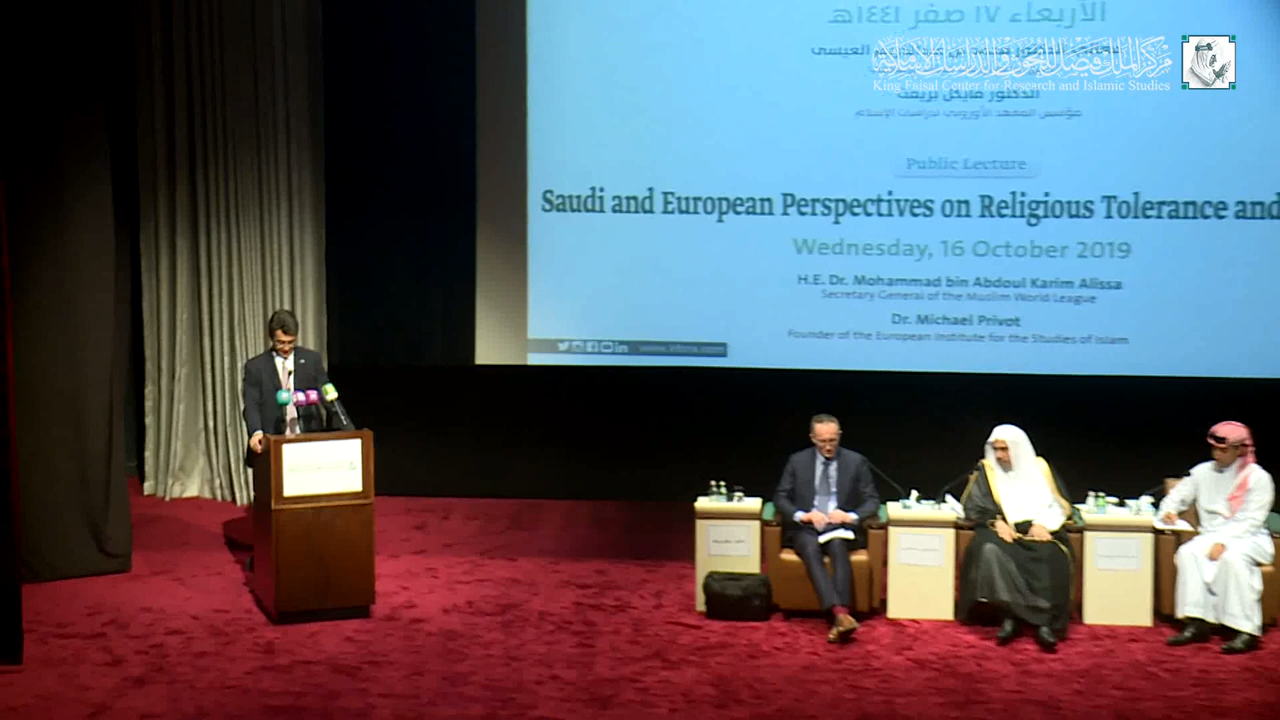 الأربعاء ١٧ صفر ١٤٤١هـ
العيسى
مركز الملك فيصل للبحوث والدراسات الإسلامية
King Faisal Center for Research and Islamic Studies
الدكتور مايكل بريفت
مؤسس المعهد الأوروبي لدراسات الإسلام
Public Lecture
Saudi and European Perspectives on Religious Tolerance and
Wednesday, 16 October 2019
H.E. Dr. Mohammad bin Abdoul Karim Alissa
Secretary General of the Muslim World League
Dr. Michael Privot
Founder of the European Institute for the Studies of Islam